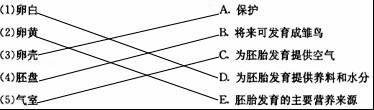 (1)卵白 A. 保护
(2)卵黄 B. 将来可发育成雏鸟
(3)卵壳 C. 为胚胎发育提供空气
(4)胚盘 D. 为胚胎发育提供养料和水分
(5)气室 E. 胚胎发育的主要营养来源